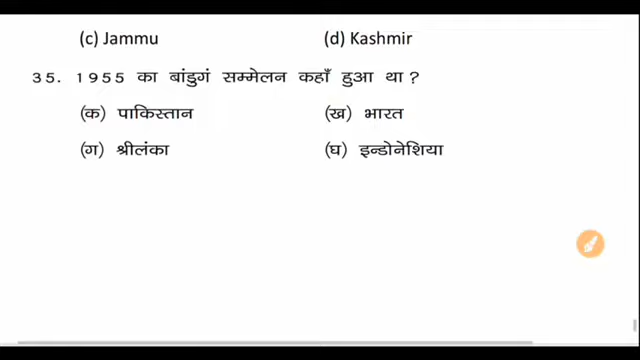 (c) Jammu (d) Kashmir
35. 1955 का बांडुगं सम्मेलन कहाँ हुआ था ?
(क) पाकिस्तान (ख) भारत
(ग) श्रीलंका (घ) इन्डोनेशिया